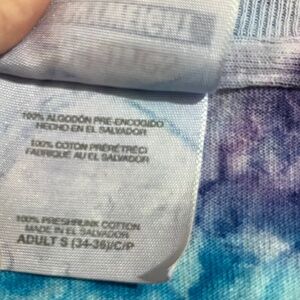 100% ALGODÓN PRE-ENCOGIDO
HECHO EN EL SALVADOR
100% COTON PRÉRÉTRÉCI
FABRIQUÉ AU EL SALVADOR
100% PRESHRUNK COTTON
MADE IN EL SALVADOR
ADULT S (34-36)/C/P